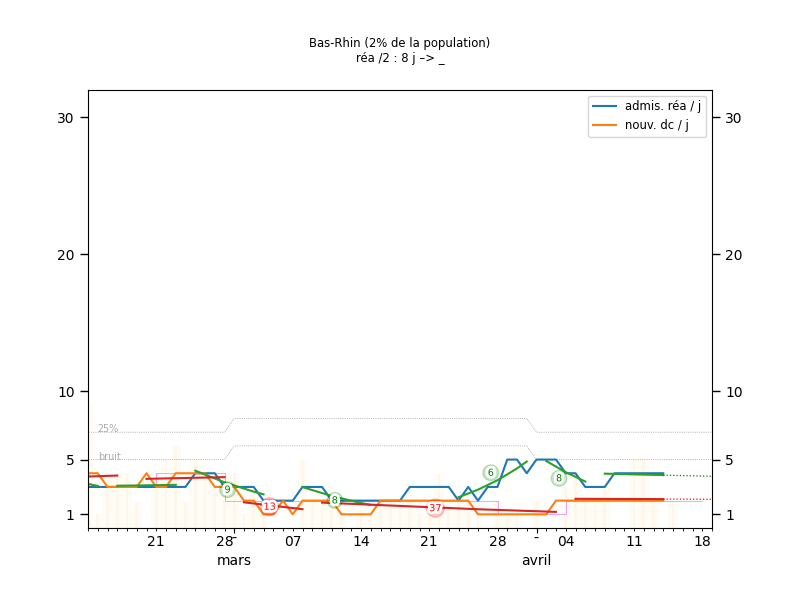 Bas-Rhin (2% de la population)
réa /2 : 8 j –> _
admis. réa / j
nouv. dc / j
30 30
20 20
10 10
25%
bruit
5 5
6
8
9
8
13
37
1 1
21 28 07 14 21 28 04 11 18
mars avril